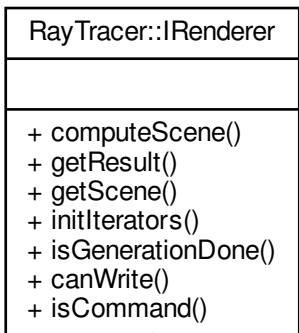 RayTracer::IRenderer
+ computeScene()
+ getResult()
+ getScene()
+ initIterators()
+ isGenerationDone()
+ canWrite()
+ isCommand()